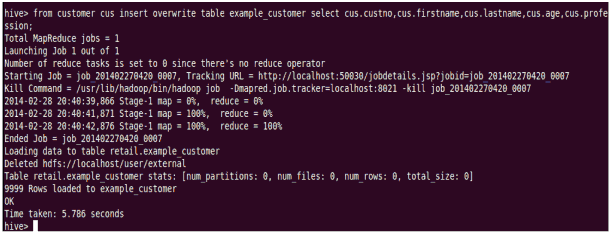 hive> from customer cus insert overwrite table example_customer select cus.custno,cus.firstname,cus.lastname,cus.age,cus.profe
ssion;
Total MapReduce jobs = 1
Launching Job 1 out of 1
Number of reduce tasks is set to 0 since there's no reduce operator
Starting Job = job_201402270420_0007, Tracking URL = http://localhost:50030/jobdetails.jsp?jobid=job_201402270420_0007
Kill Command = /usr/lib/hadoop/bin/hadoop job  -Dmapred.job.tracker=localhost:8021 -kill job_201402270420_0007
2014-02-28 20:40:39,866 Stage-1 map = 0%,  reduce = 0%
2014-02-28 20:40:41,871 Stage-1 map = 100%,  reduce = 0%
2014-02-28 20:40:42,876 Stage-1 map = 100%,  reduce = 100%
Ended Job = job_201402270420_0007
Loading data to table retail.example_customer
Deleted hdfs://localhost/user/external
Table retail.example_customer stats: [num_partitions: 0, num_files: 0, num_rows: 0, total_size: 0]
9999 Rows loaded to example_customer
OK
Time taken: 5.786 seconds
hive>